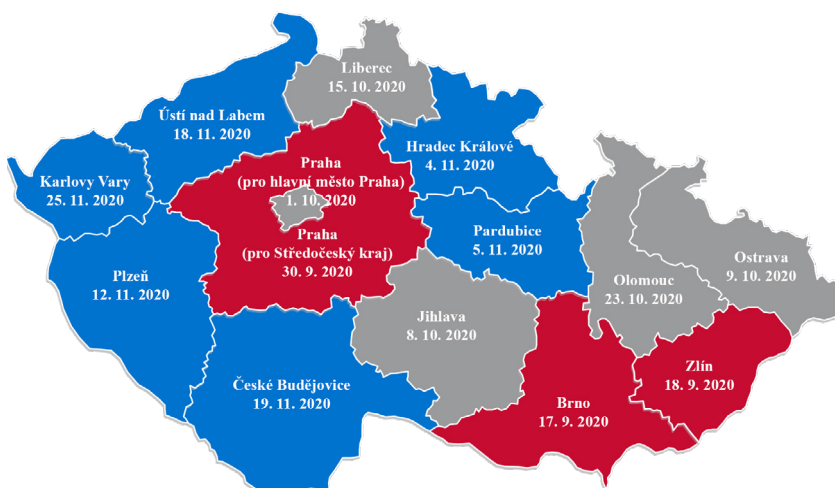 Liberec
15. 10. 2020
Ústí nad Labem
18. 11. 2020
Hradec Králové
4. 11. 2020
Karlovy Vary
25. 11. 2020
Praha
(pro hlavní město Praha)
1. 10. 2020
Praha
(pro Středočeský kraj)
30. 9. 2020
Pardubice
5. 11. 2020
Plzeň
12. 11. 2020
Ostrava
9. 10. 2020
Olomouc
23. 10. 2020
Jihlava
8. 10. 2020
Zlín
18. 9. 2020
České Budějovice
19. 11. 2020
Brno
17. 9. 2020